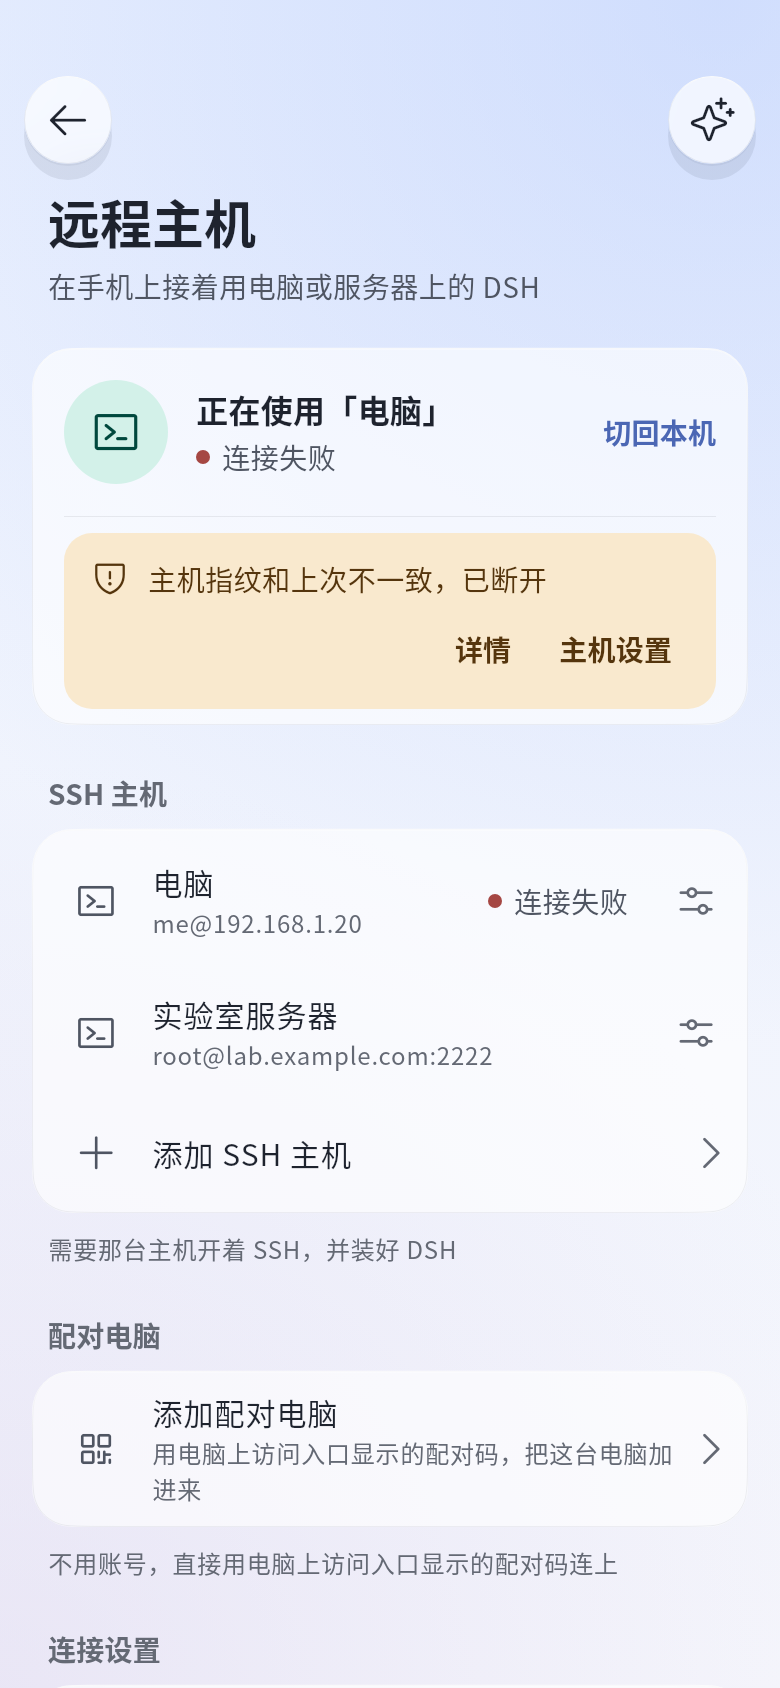 远程主机
在手机上接着用电脑或服务器上的 DSH
正在使用「电脑」
连接失败
切回本机
主机指纹和上次不一致，已断开
详情 主机设置
SSH 主机
电脑
me@192.168.1.20
连接失败
实验室服务器
root@lab.example.com:2222
添加 SSH 主机
需要那台主机开着 SSH，并装好 DSH
配对电脑
添加配对电脑
用电脑上访问入口显示的配对码，把这台电脑加
进来
不用账号，直接用电脑上访问入口显示的配对码连上
连接设置